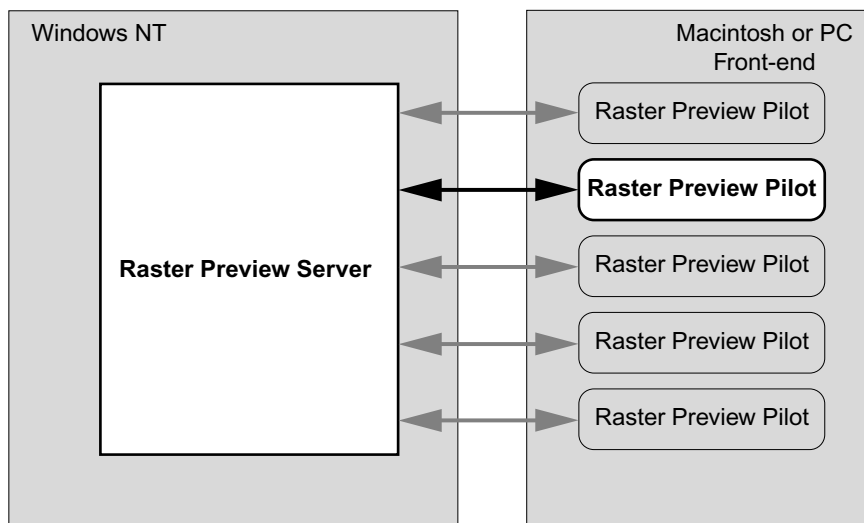 Windows NT
Macintosh or PC
Front-end
Raster Preview Pilot
Raster Preview Pilot
Raster Preview Server
Raster Preview Pilot
Raster Preview Pilot
Raster Preview Pilot